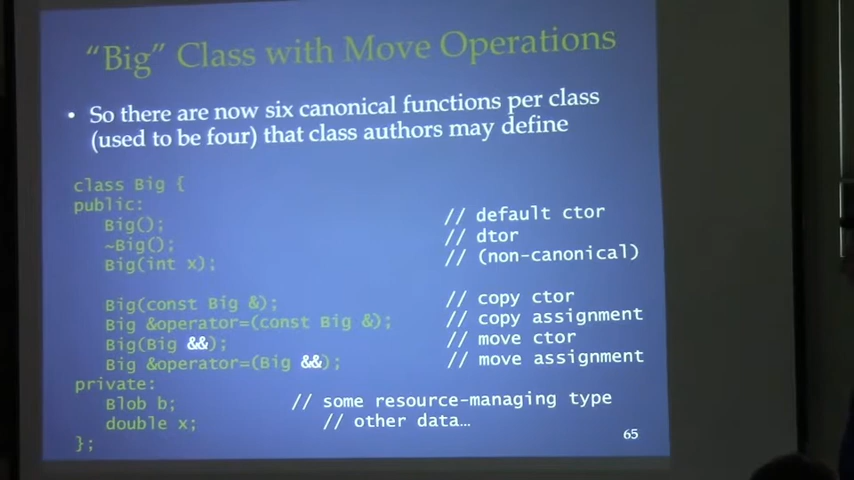 “Big” Class with Move Operations
• So there are now six canonical functions per class
(used to be four) that class authors may define
class Big {
public:
Big(); // default ctor
~Big(); // dtor
Big(int x); // (non-canonical)
Big(const Big &); // copy ctor
Big &operator=(const Big &); // copy assignment
Big(Big &&); // move ctor
Big &operator=(Big &&); // move assignment
private:
Blob b; // some resource-managing type
double x; // other data…
};
65